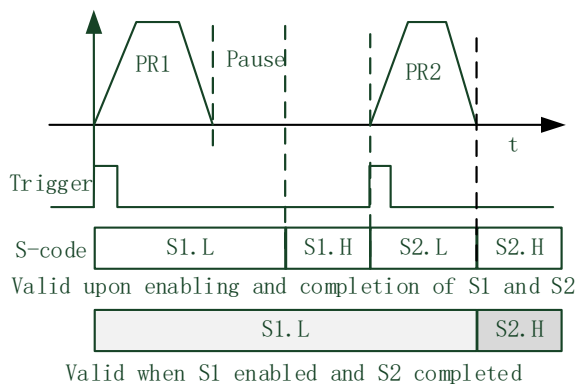 PR1
Pause
PR2
t
Trigger
S-code
S1.L
S1.H
S2.L
S2.H
Valid upon enabling and completion of S1 and S2
S1.L
S2.H
Valid when S1 enabled and S2 completed